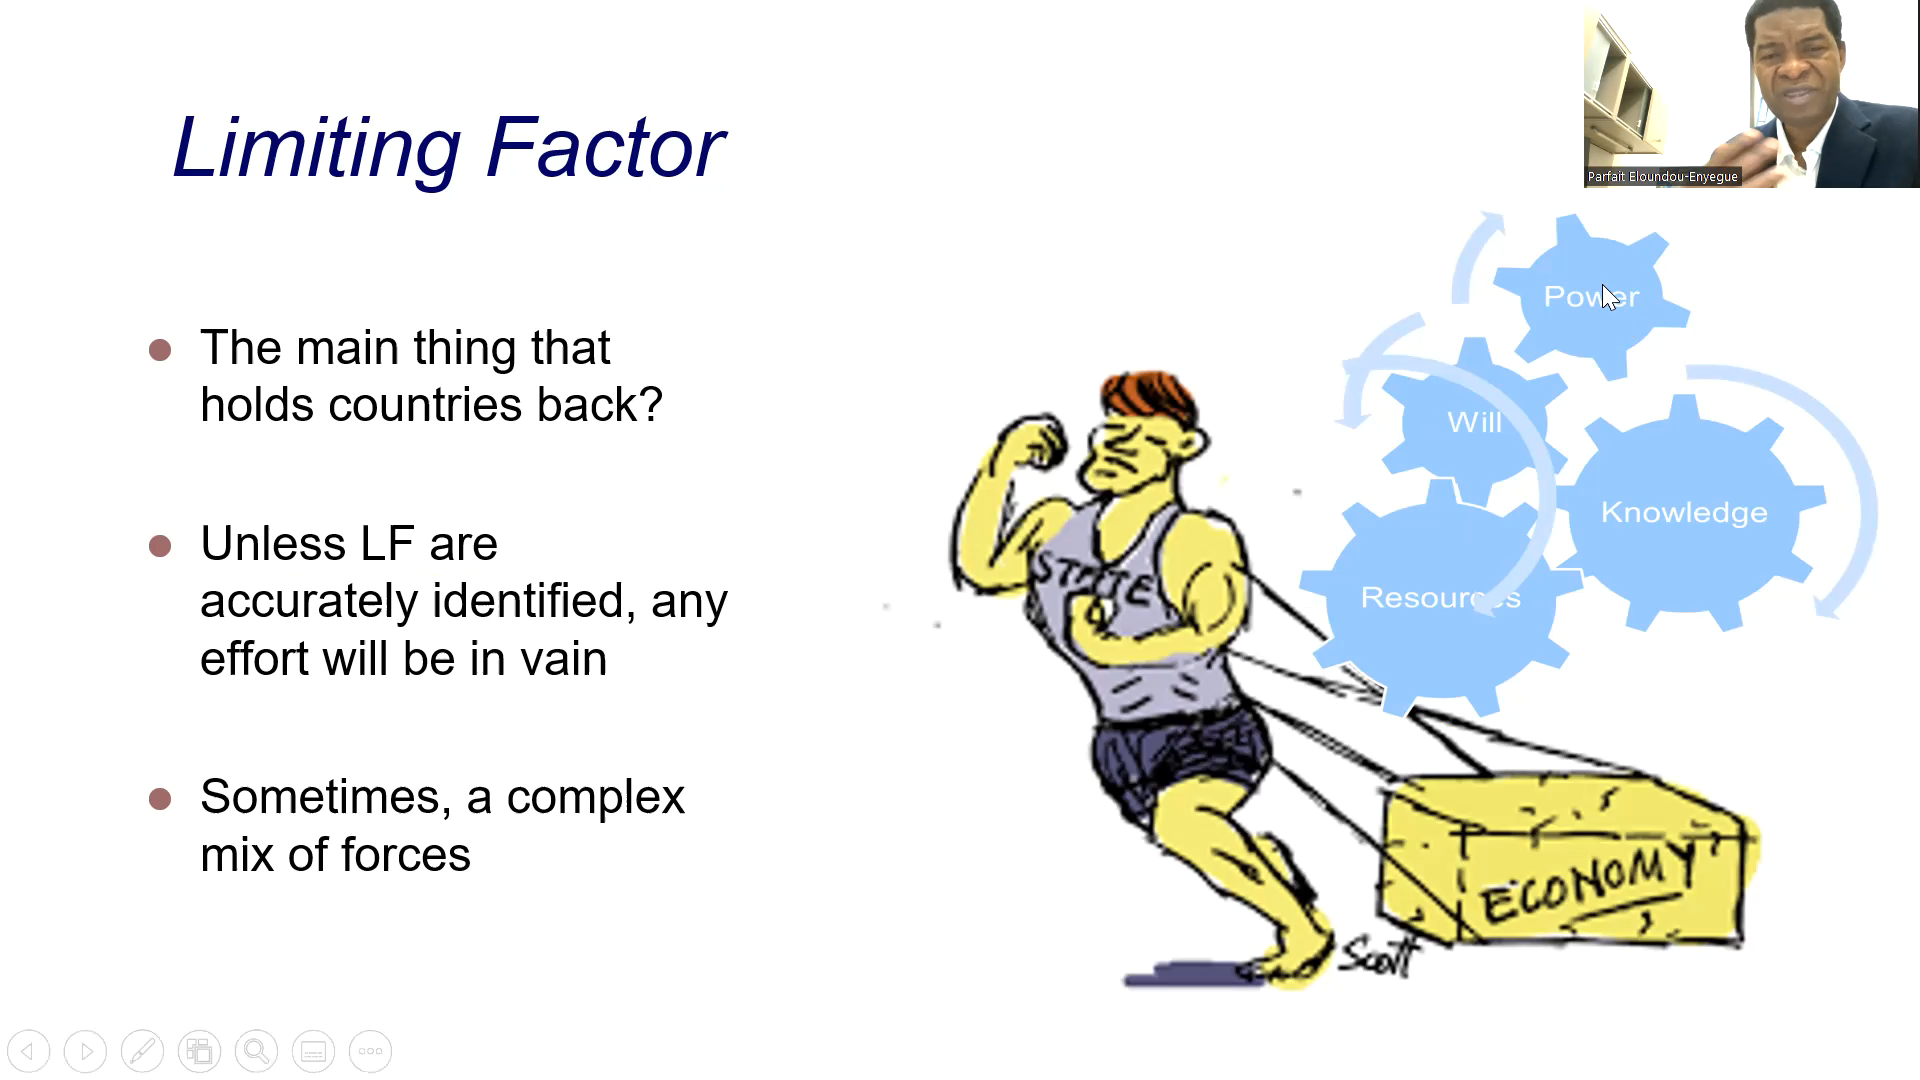 Limiting Factor
Parfait Eloundou-Enyegue
The main thing that
holds countries back?
Unless LF are
accurately identified, any
effort will be in vain
Sometimes, a complex
mix of forces
Power
Will
Knowledge
Resources
STATE
ECONOMY
Scott